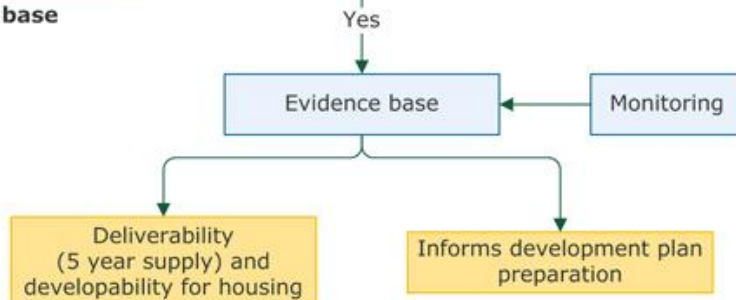 base
Yes
Evidence base
Monitoring
Deliverability
(5 year supply) and
developability for housing
Informs development plan
preparation